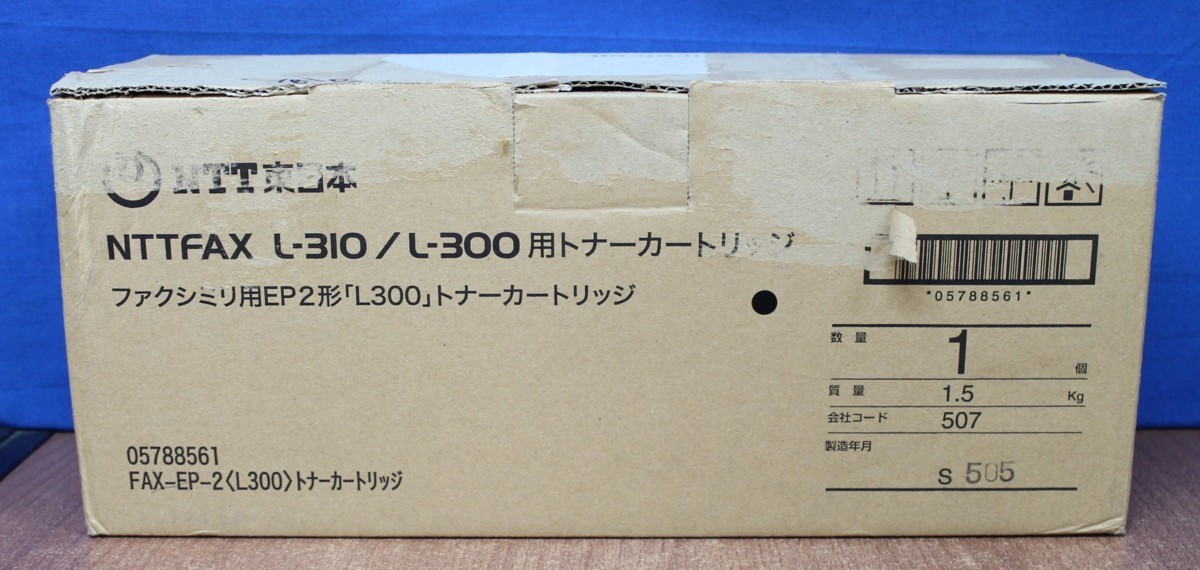 NTT東日本
NTTFAX L-310/L-300用トナーカートリッジ
ファクシミリ用EP2形「L300」トナーカートリッジ
*05788561*
数量 1 個
質量 1.5 Kg
会社コード 507
製造年月
S 505
05788561
FAX-EP-2〈L300〉トナーカートリッジ